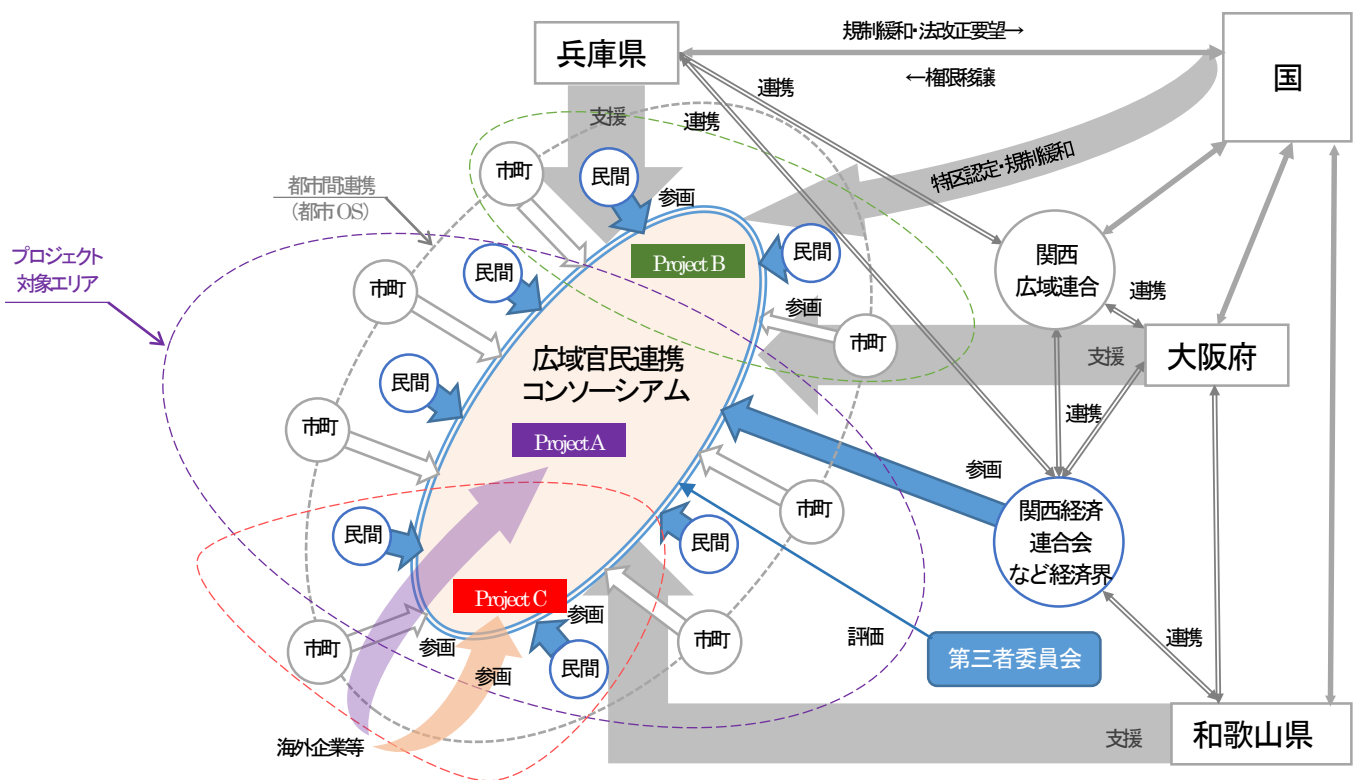 兵庫県
規制緩和・法改正要望→
←権限移譲
国
連携
支援
連携
市町
民間
参画
特区認定・規制緩和
都市間連携
（都市OS）
プロジェクト
対象エリア
Project B
民間
民間
市町
関西
広域連合
連携
参画
市町
大阪府
支援
広域官民連携
コンソーシアム
民間
連携
市町
Project A
参画
市町
関西経済
連合会
など経済界
民間
民間
Project C
参画
市町
参画
市町
民間
参画
評価
第三者委員会
連携
海外企業等
支援
和歌山県